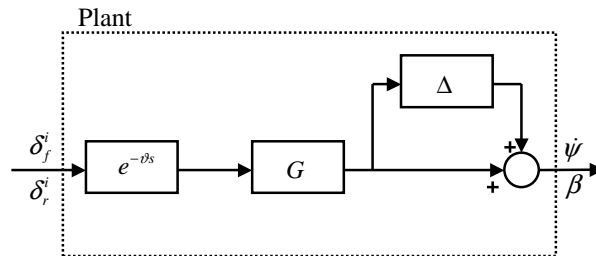 Plant
Δ
δ_f^i
δ_r^i
e^{-ϑs}
G
+
+
ψ̇
β